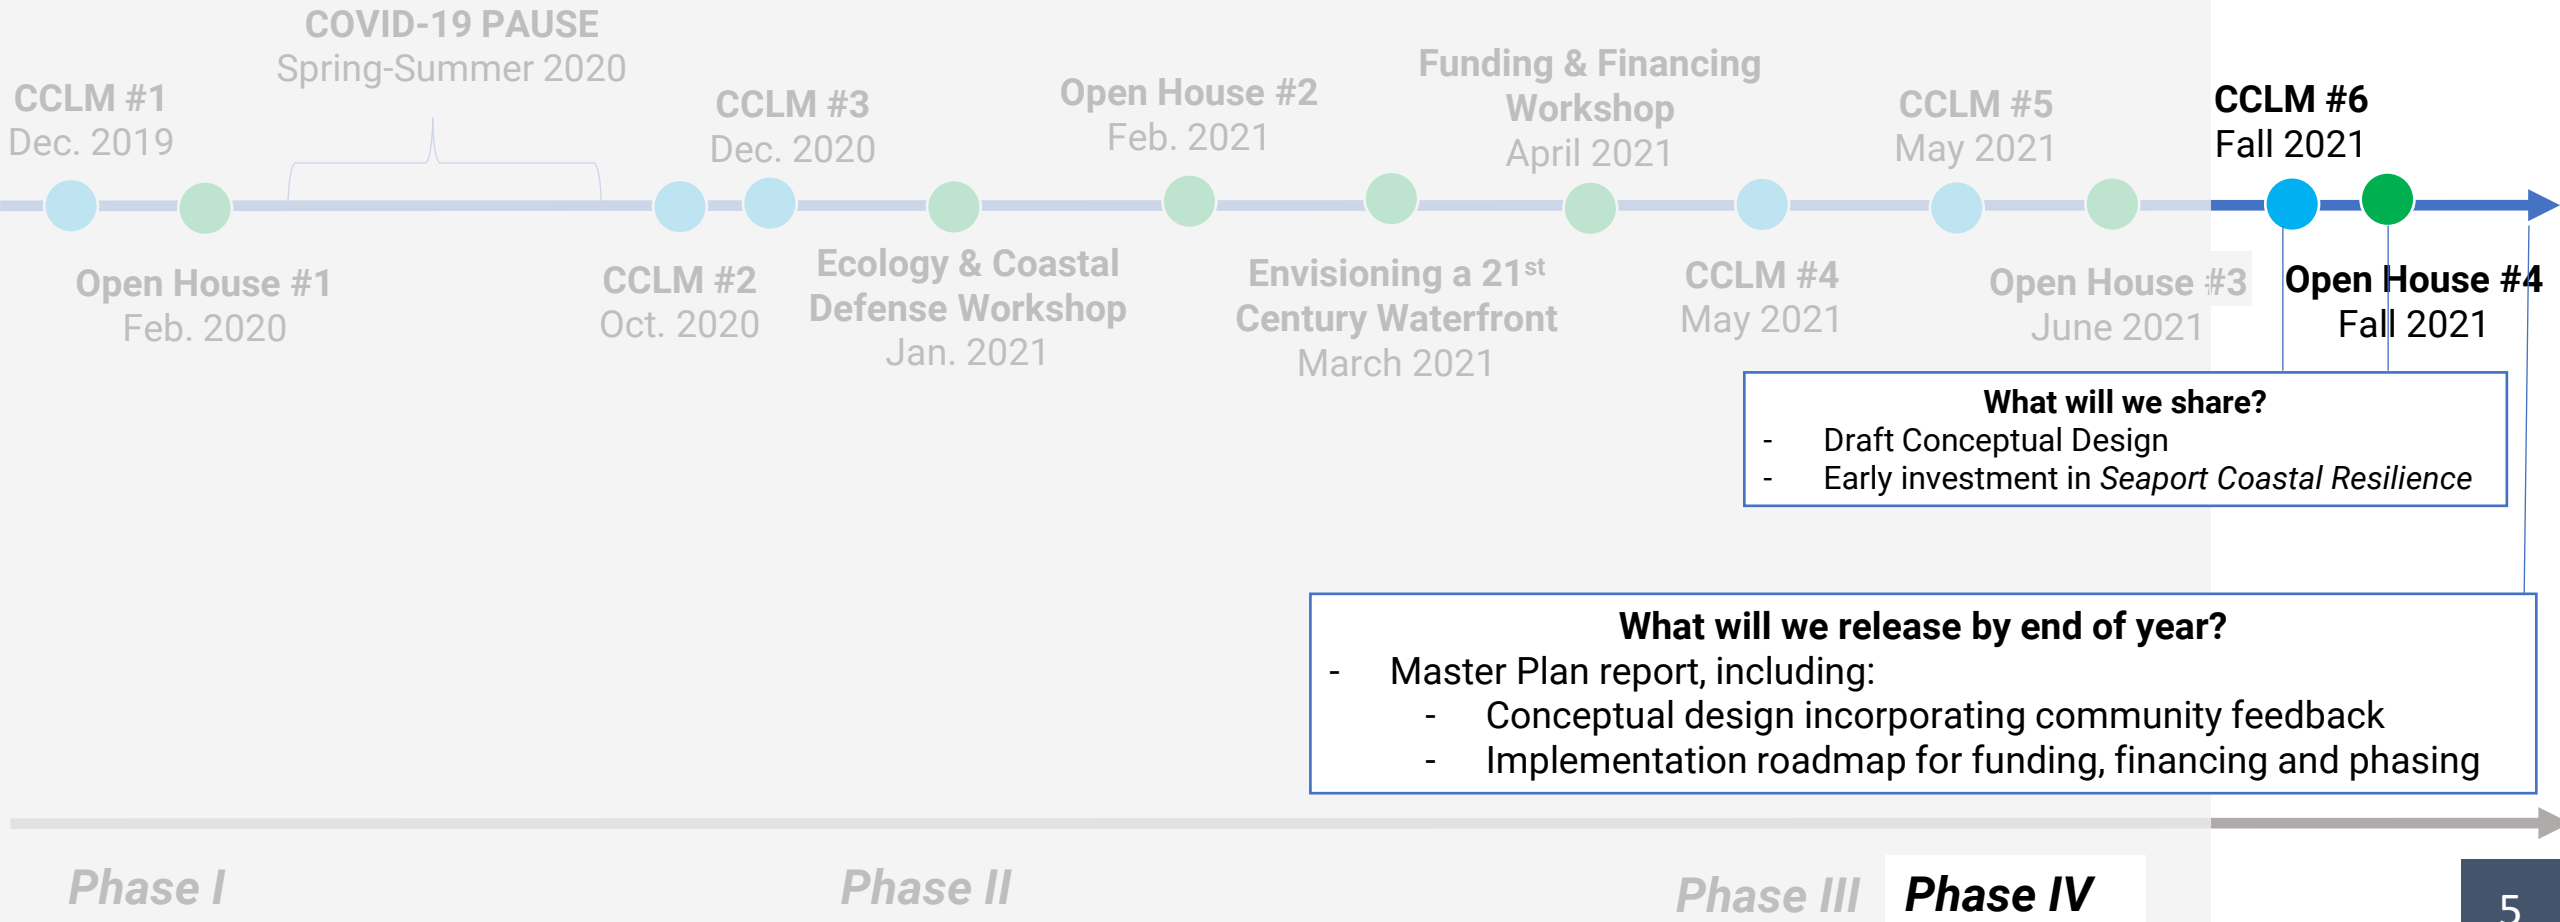 COVID-19 PAUSE
Spring-Summer 2020
CCLM #1
Dec. 2019
CCLM #3
Dec. 2020
Open House #2
Feb. 2021
Funding & Financing
Workshop
April 2021
CCLM #5
May 2021
CCLM #6
Fall 2021
Open House #1
Feb. 2020
CCLM #2
Oct. 2020
Ecology & Coastal
Defense Workshop
Jan. 2021
Envisioning a 21st
Century Waterfront
March 2021
CCLM #4
May 2021
Open House #3
June 2021
Open House #4
Fall 2021
What will we share?
- Draft Conceptual Design
- Early investment in Seaport Coastal Resilience
What will we release by end of year?
- Master Plan report, including:
- Conceptual design incorporating community feedback
- Implementation roadmap for funding, financing and phasing
Phase I
Phase II
Phase III
Phase IV
5